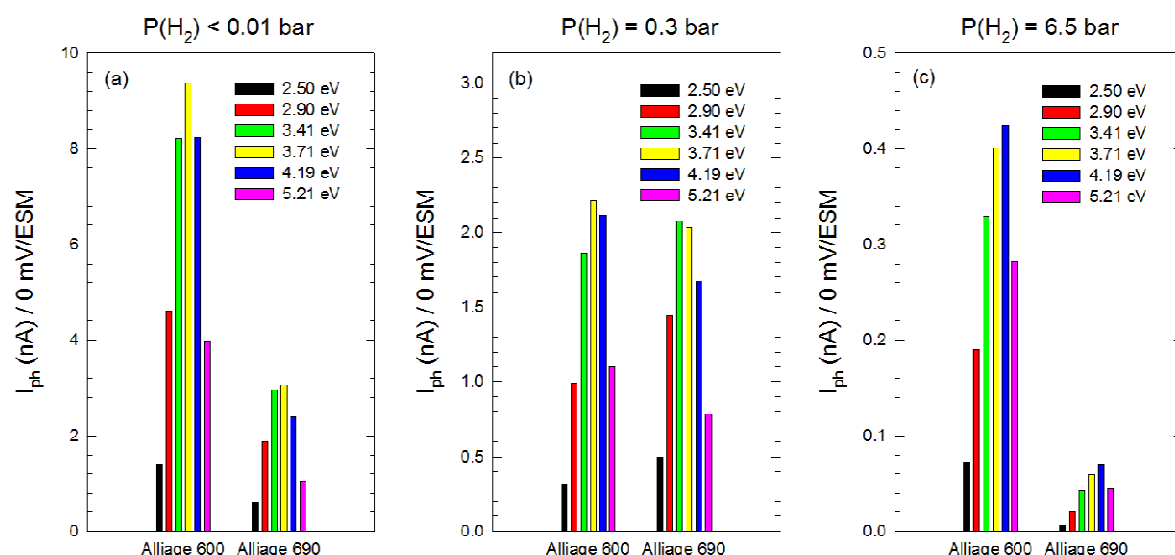 P(H₂) < 0.01 bar
(a)
2.50 eV
2.90 eV
3.41 eV
3.71 eV
4.19 eV
5.21 eV
I_ph (nA) / 0 mV/ESM
10
8
6
4
2
0
Alliage 600 Alliage 690
P(H₂) = 0.3 bar
(b)
2.50 eV
2.90 eV
3.41 eV
3.71 eV
4.19 eV
5.21 eV
I_ph (nA) / 0 mV/ESM
3.0
2.5
2.0
1.5
1.0
0.5
0.0
Alliage 600 Alliage 690
P(H₂) = 6.5 bar
(c)
2.50 eV
2.90 eV
3.41 eV
3.71 eV
4.19 eV
5.21 eV
I_ph (nA) / 0 mV/ESM
0.5
0.4
0.3
0.2
0.1
0.0
Alliage 600 Alliage 690